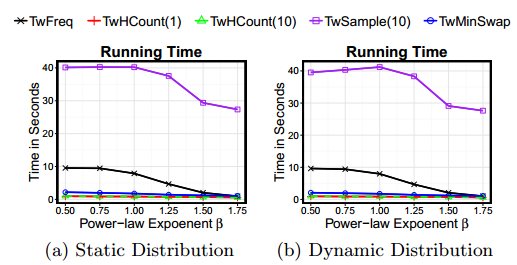 TwFreq TwHCount(1) TwHCount(10) TwSample(10) TwMinSwap
Running Time
Time in Seconds
40
30
20
10
0
0.50 0.75 1.00 1.25 1.50 1.75
Power-law Expoenent β
(a) Static Distribution
Running Time
Time in Seconds
40
30
20
10
0
0.50 0.75 1.00 1.25 1.50 1.75
Power-law Expoenent β
(b) Dynamic Distribution